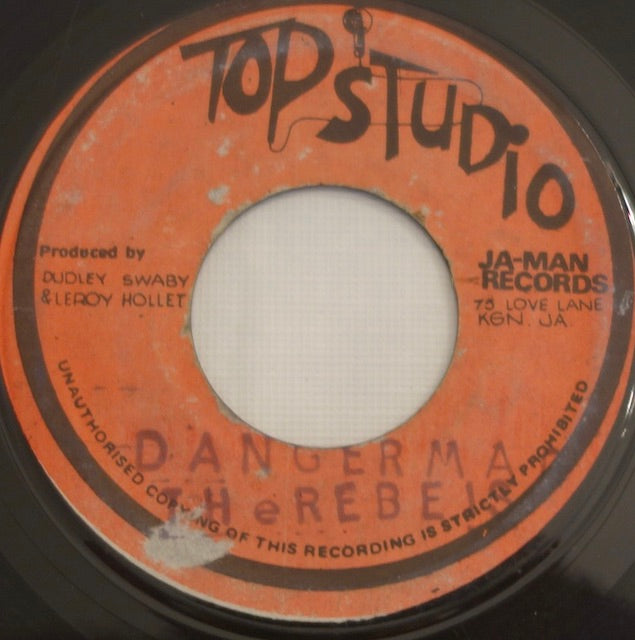 TOP STUDIO
Produced by
DUDLEY SWABY
& LEROY HOLLET
JA-MAN
RECORDS
75 LOVE LANE
KGN. JA.
DANGERMA
THeREBEL
UNAUTHORISED COPYING OF THIS RECORDING IS STRICTLY PROHIBITED